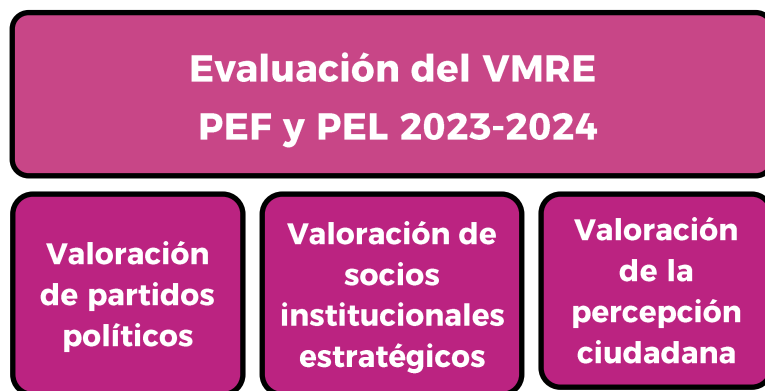 Evaluación del VMRE
PEF y PEL 2023-2024
Valoración
de partidos
políticos
Valoración de
socios
institucionales
estratégicos
Valoración
de la
percepción
ciudadana